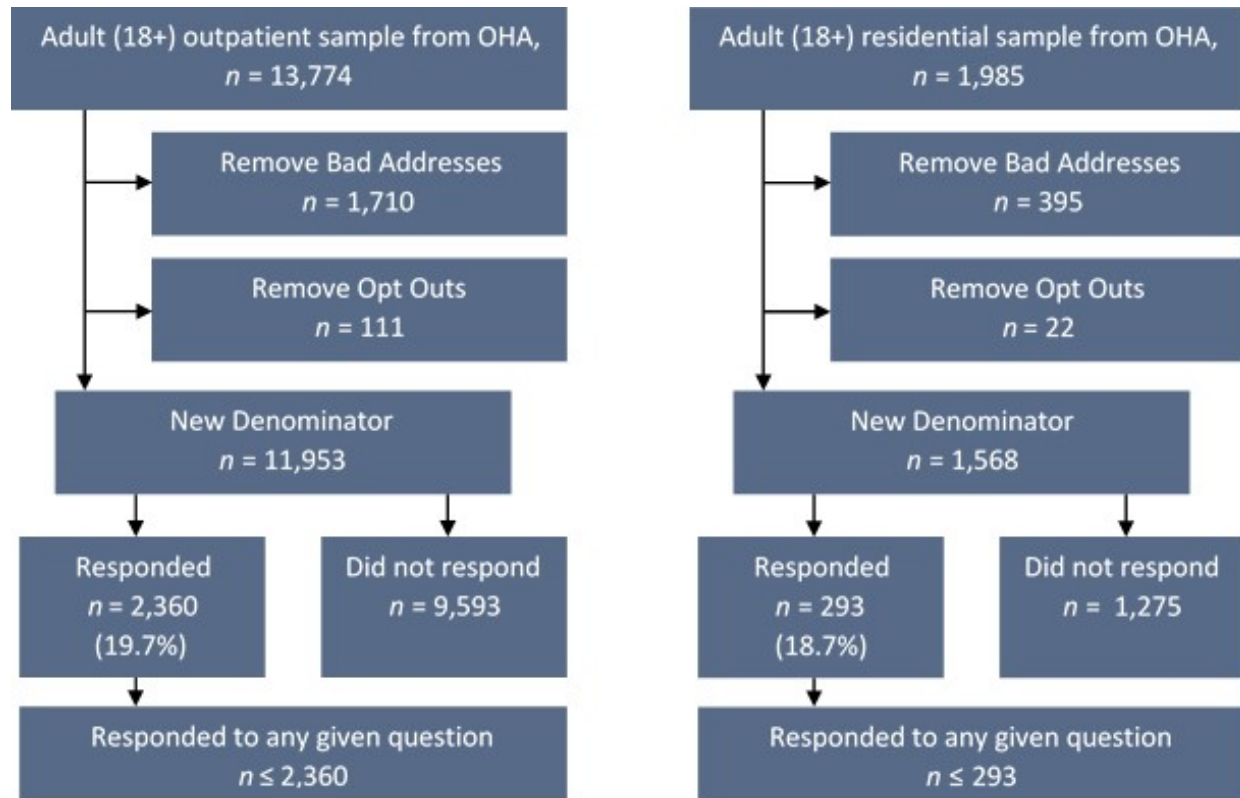 Adult (18+) outpatient sample from OHA,
n = 13,774
Remove Bad Addresses
n = 1,710
Remove Opt Outs
n = 111
New Denominator
n = 11,953
Responded
n = 2,360
(19.7%)
Did not respond
n = 9,593
Responded to any given question
n ≤ 2,360
Adult (18+) residential sample from OHA,
n = 1,985
Remove Bad Addresses
n = 395
Remove Opt Outs
n = 22
New Denominator
n = 1,568
Responded
n = 293
(18.7%)
Did not respond
n = 1,275
Responded to any given question
n ≤ 293